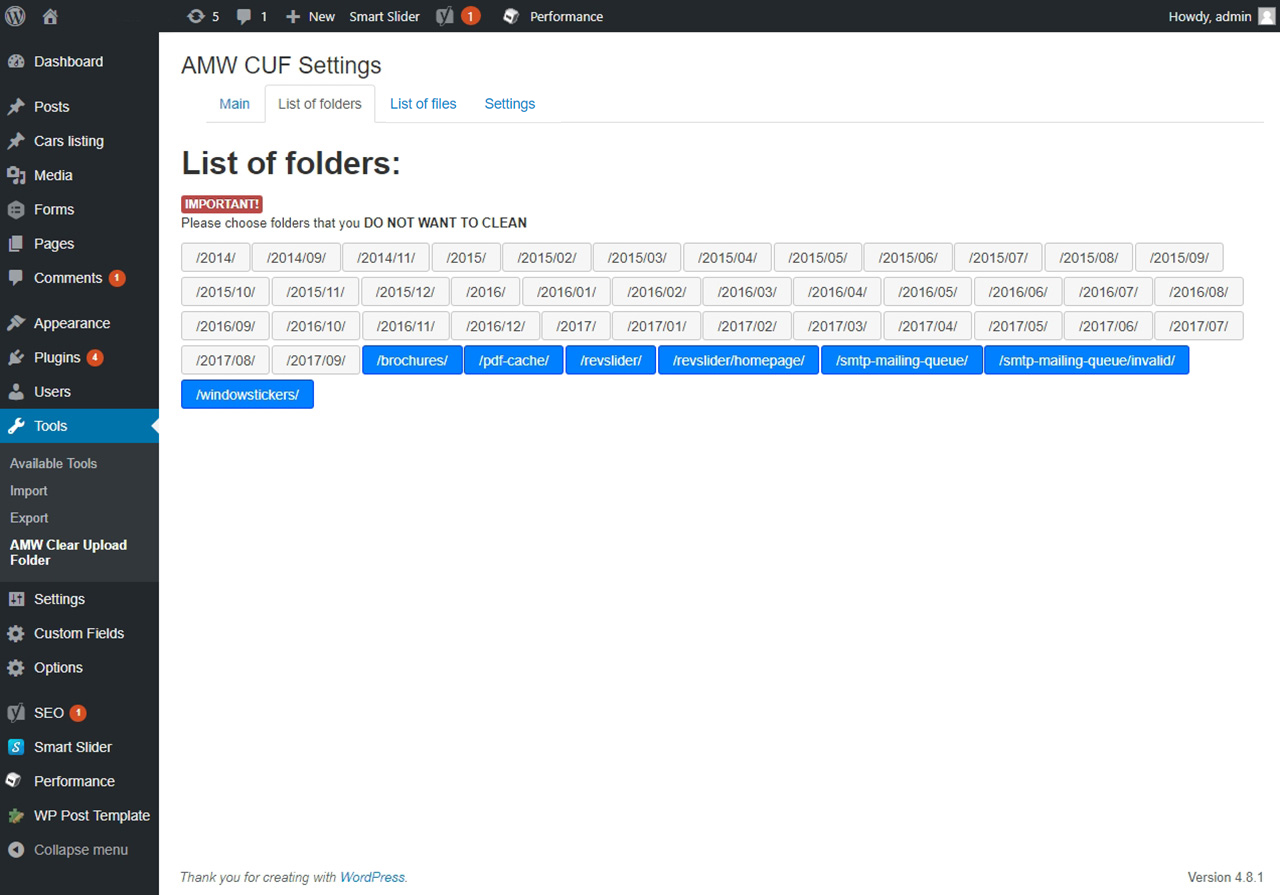 5 1 New Smart Slider 1 Performance Howdy, admin
Dashboard
Posts
Cars listing
Media
Forms
Pages
Comments 1
Appearance
Plugins 4
Users
Tools
Available Tools
Import
Export
AMW Clear Upload
Folder
Settings
Custom Fields
Options
SEO 1
Smart Slider
Performance
WP Post Template
Collapse menu
AMW CUF Settings
Main List of folders List of files Settings
List of folders:
IMPORTANT!
Please choose folders that you DO NOT WANT TO CLEAN
/2014/ /2014/09/ /2014/11/ /2015/ /2015/02/ /2015/03/ /2015/04/ /2015/05/ /2015/06/ /2015/07/ /2015/08/ /2015/09/
/2015/10/ /2015/11/ /2015/12/ /2016/ /2016/01/ /2016/02/ /2016/03/ /2016/04/ /2016/05/ /2016/06/ /2016/07/ /2016/08/
/2016/09/ /2016/10/ /2016/11/ /2016/12/ /2017/ /2017/01/ /2017/02/ /2017/03/ /2017/04/ /2017/05/ /2017/06/ /2017/07/
/2017/08/ /2017/09/ /brochures/ /pdf-cache/ /revslider/ /revslider/homepage/ /smtp-mailing-queue/ /smtp-mailing-queue/invalid/
/windowstickers/
Thank you for creating with WordPress. Version 4.8.1